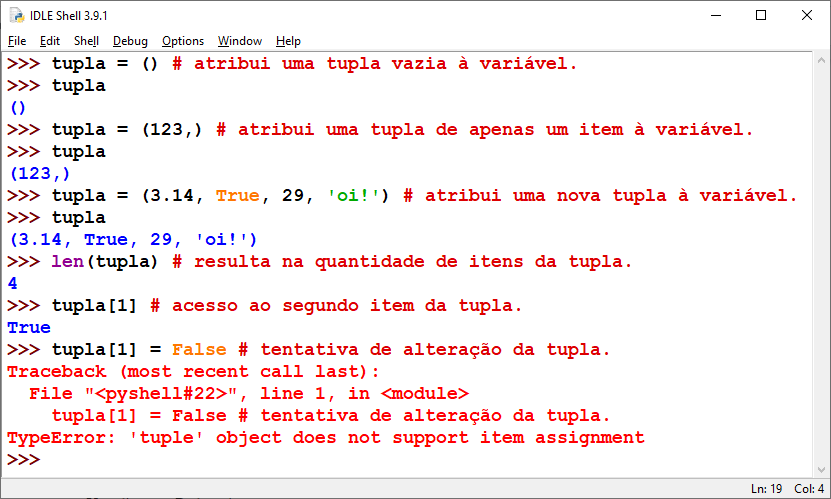 IDLE Shell 3.9.1
File Edit Shell Debug Options Window Help
>>> tupla = () # atribui uma tupla vazia à variável.
>>> tupla
()
>>> tupla = (123,) # atribui uma tupla de apenas um item à variável.
>>> tupla
(123,)
>>> tupla = (3.14, True, 29, 'oi!') # atribui uma nova tupla à variável.
>>> tupla
(3.14, True, 29, 'oi!')
>>> len(tupla) # resulta na quantidade de itens da tupla.
4
>>> tupla[1] # acesso ao segundo item da tupla.
True
>>> tupla[1] = False # tentativa de alteração da tupla.
Traceback (most recent call last):
  File "<pyshell#22>", line 1, in <module>
    tupla[1] = False # tentativa de alteração da tupla.
TypeError: 'tuple' object does not support item assignment
>>>
Ln: 19 Col: 4